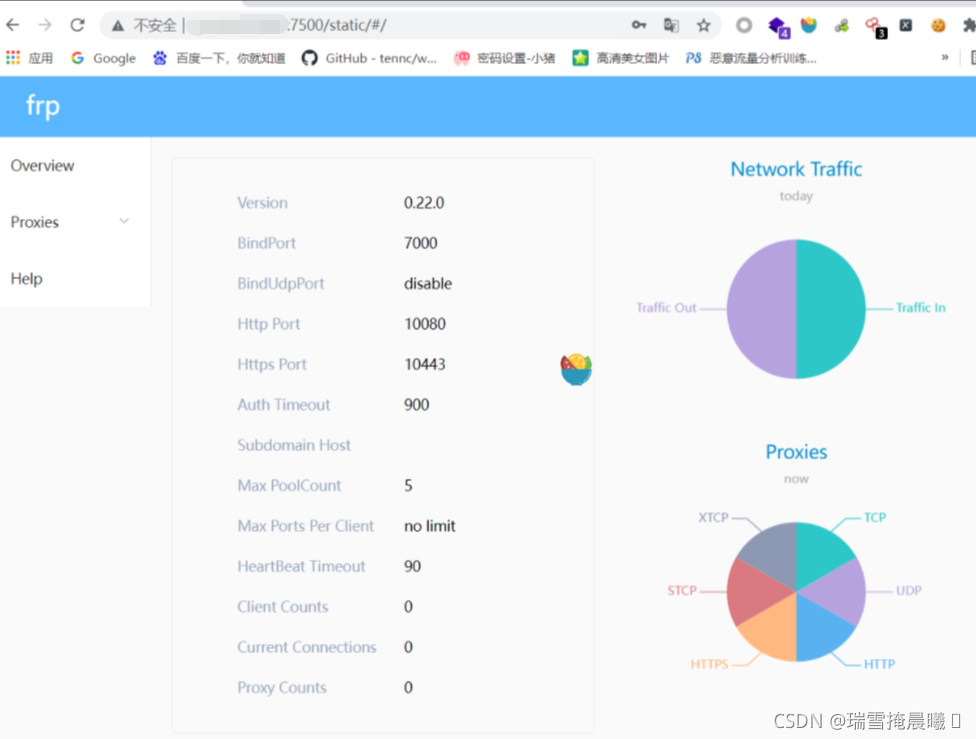 不安全 | :7500/static/#/
4
3
应用 Google 百度一下，你就知道 GitHub - tennc/w... 密码设置-小猪 高清美女图片 PS 恶意流量分析训练... »
frp
Overview
Proxies
Help
Version 0.22.0
BindPort 7000
BindUdpPort disable
Http Port 10080
Https Port 10443
Auth Timeout 900
Subdomain Host
Max PoolCount 5
Max Ports Per Client no limit
HeartBeat Timeout 90
Client Counts 0
Current Connections 0
Proxy Counts 0
Network Traffic
today
Traffic Out
Traffic In
Proxies
now
XTCP
TCP
STCP
UDP
HTTPS
HTTP
CSDN @瑞雪掩晨曦